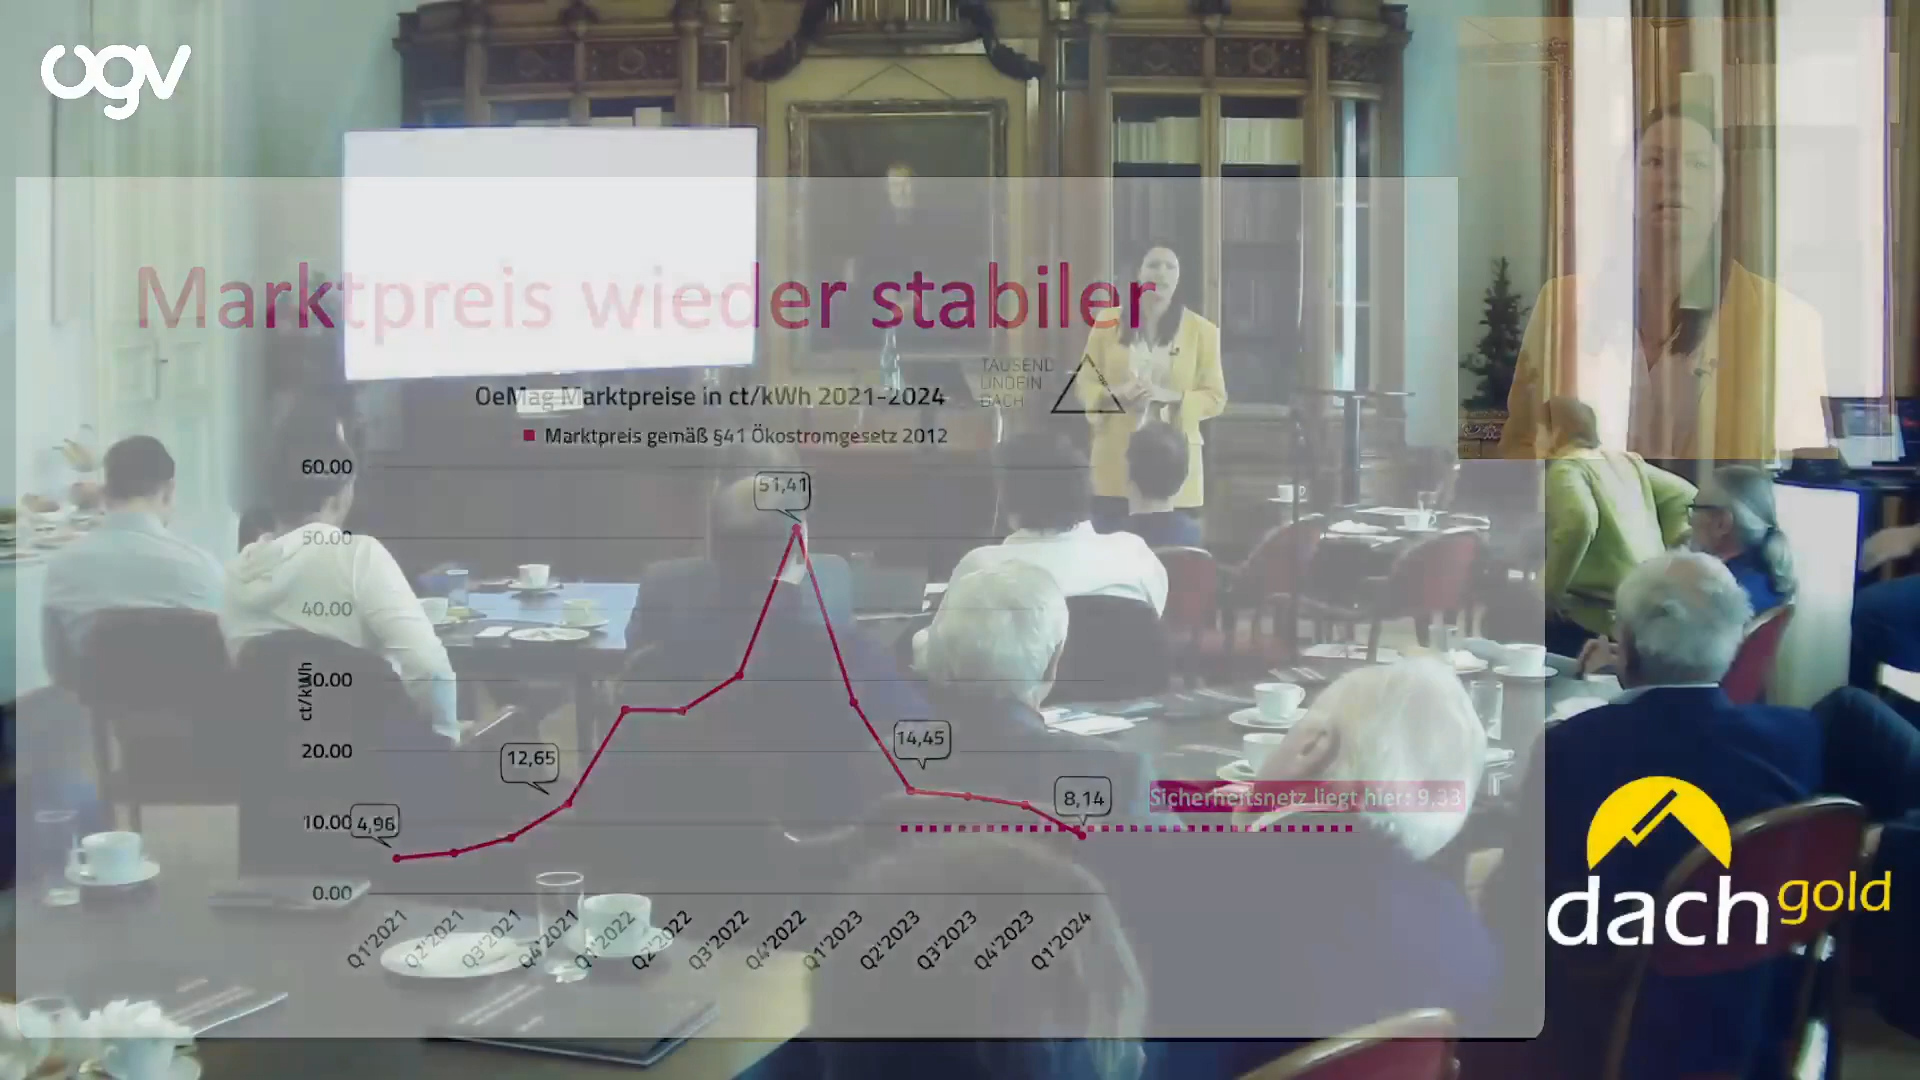 ogv
Marktpreis wieder stabiler
TAUSEND
UNDEIN
DACH
OeMag Marktpreise in ct/kWh 2021-2024
Marktpreis gemäß §41 Ökostromgesetz 2012
60.00
51,41
50.00
40.00
ct/kWh
30.00
20.00
12,65
14,45
10.00
4,96
8,14
Sicherheitsnetz liegt hier: 9,33
0.00
Q1'2021
Q2'2021
Q3'2021
Q4'2021
Q1'2022
Q2'2022
Q3'2022
Q4'2022
Q1'2023
Q2'2023
Q3'2023
Q4'2023
Q1'2024
dachgold